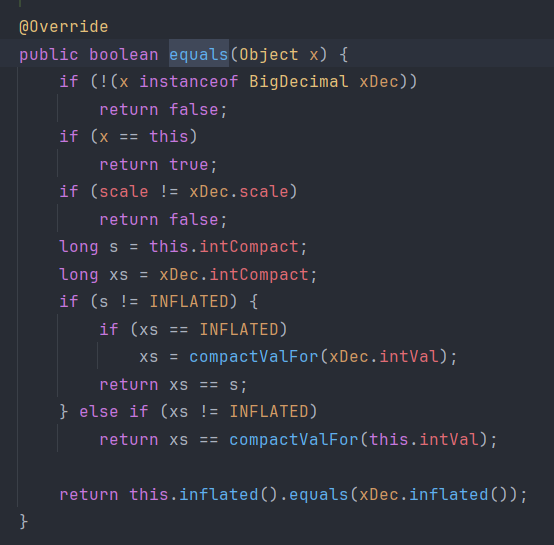 @Override
public boolean equals(Object x) {
    if (!(x instanceof BigDecimal xDec))
        return false;
    if (x == this)
        return true;
    if (scale != xDec.scale)
        return false;
    long s = this.intCompact;
    long xs = xDec.intCompact;
    if (s != INFLATED) {
        if (xs == INFLATED)
            xs = compactValFor(xDec.intVal);
        return xs == s;
    } else if (xs != INFLATED)
        return xs == compactValFor(this.intVal);

    return this.inflated().equals(xDec.inflated());
}